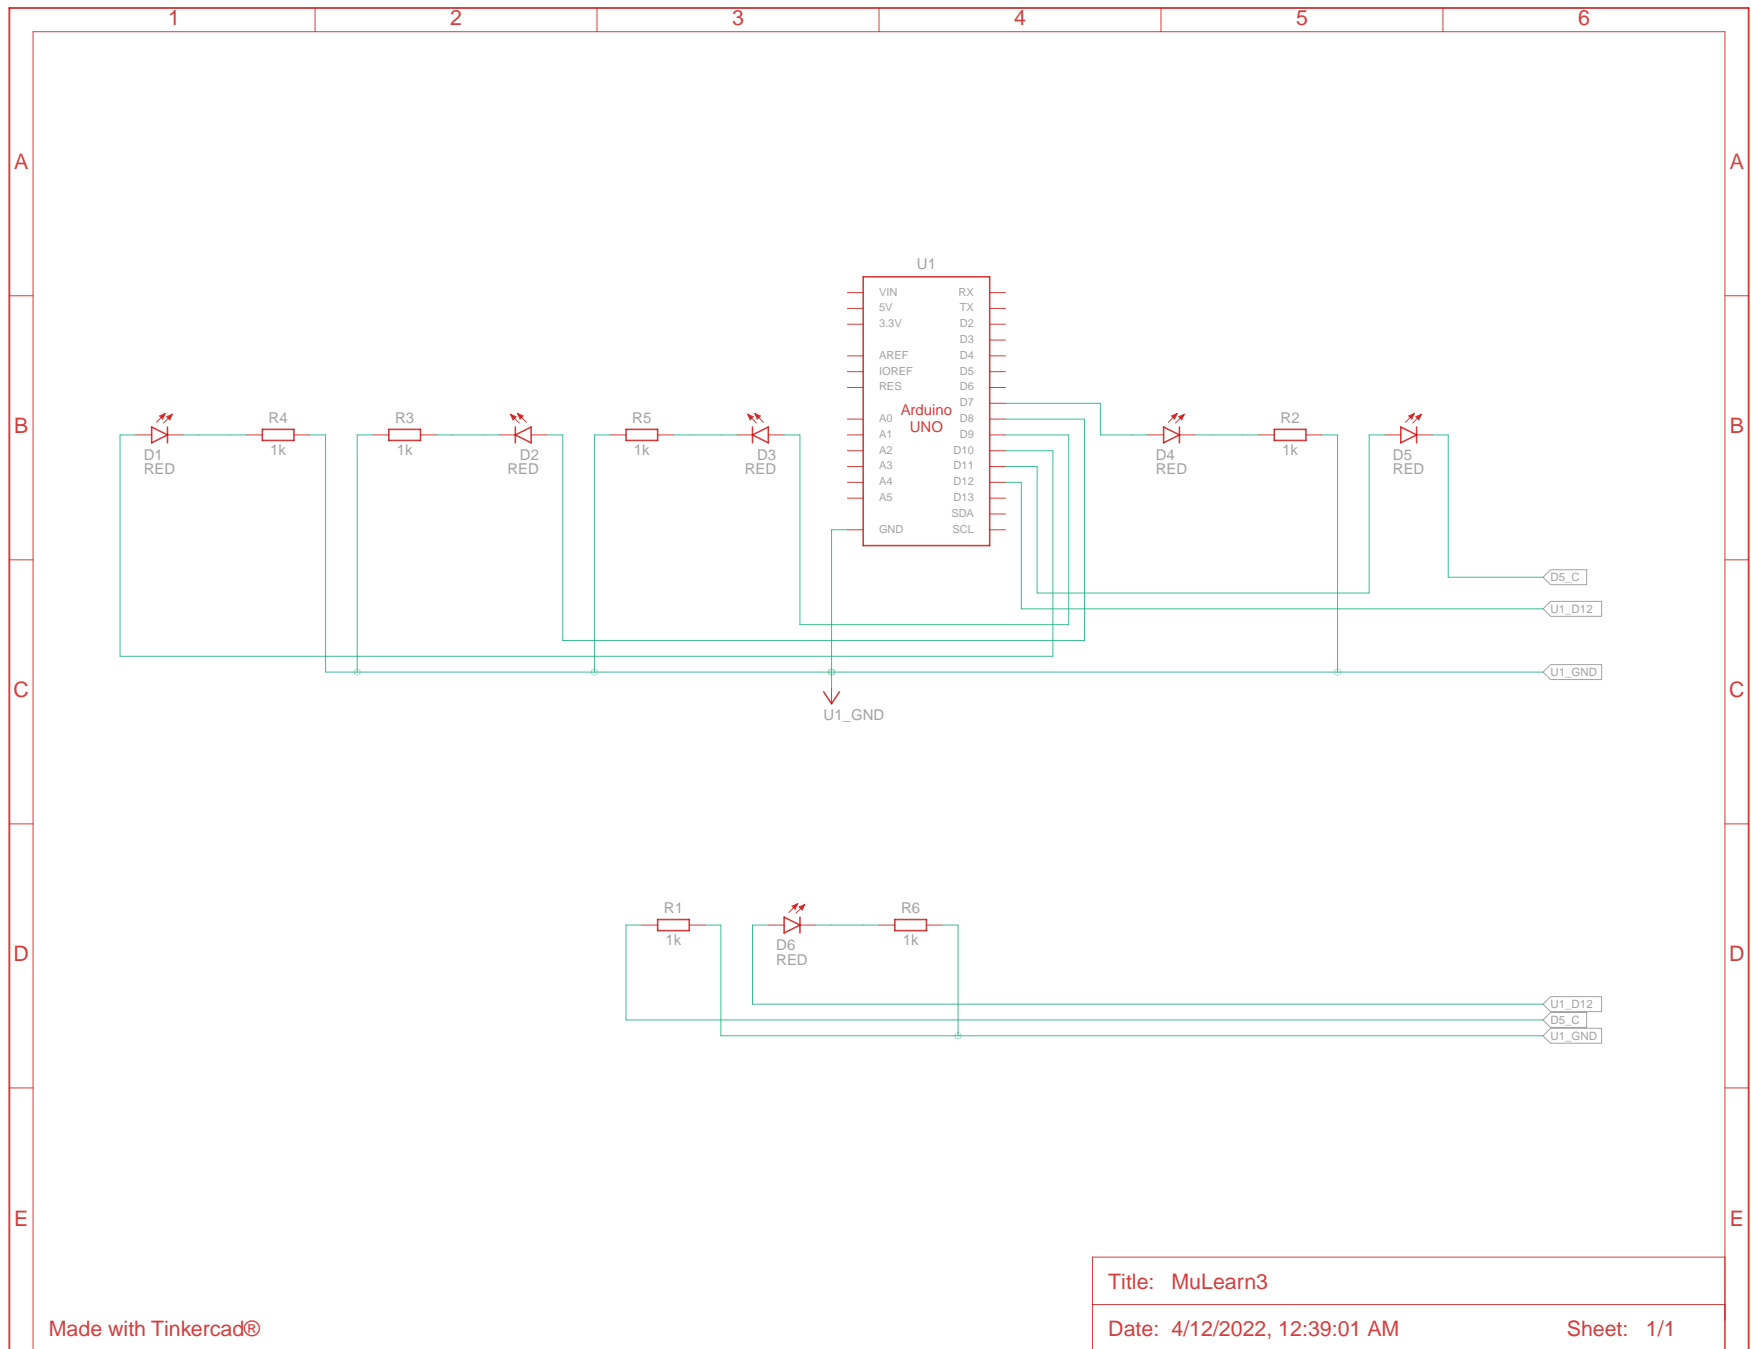 1 2 3 4 5 6
A A
U1
VIN RX
5V TX
3.3V D2
D3
AREF D4
IOREF D5
RES D6
D7
A0 D8
A1 D9
A2 D10
A3 D11
A4 D12
A5 D13
SDA
GND SCL
Arduino
UNO
B B
R4 R3 R5 R2
1k 1k 1k 1k
D1 D2 D3 D4 D5
RED RED RED RED RED
D5_C
U1_D12
U1_GND
C C
U1_GND
R1 R6
1k 1k
D6
RED
D D
U1_D12
D5_C
U1_GND
E E
Title: MuLearn3
Made with Tinkercad®
Date: 4/12/2022, 12:39:01 AM Sheet: 1/1